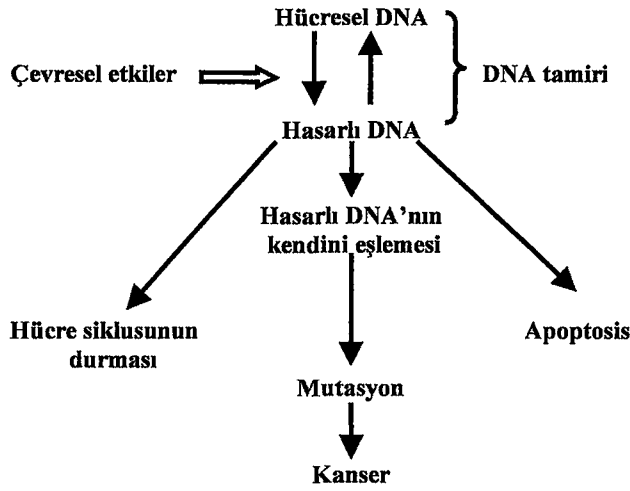 Hücresel DNA
Çevresel etkiler
DNA tamiri
Hasarlı DNA
Hasarlı DNA'nın
kendini eşlemesi
Hücre siklusunun
durması
Apoptosis
Mutasyon
Kanser